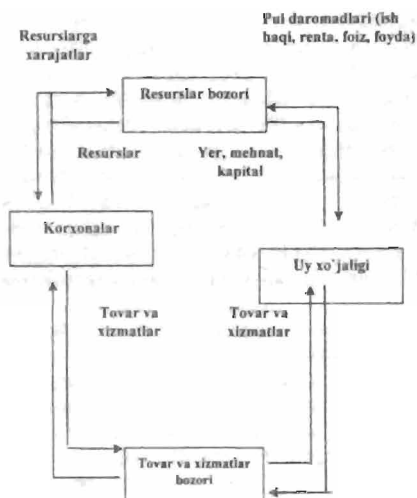 Resurslarga
xarajatlar
Pul daromadlari (ish
haqi, renta, foiz, foyda)
Resurslar bozori
Resurslar
Yer, mehnat,
kapital
Korxonalar
Uy xo`jaligi
Tovar va
xizmatlar
Tovar va
xizmatlar
Tovar va xizmatlar
bozori